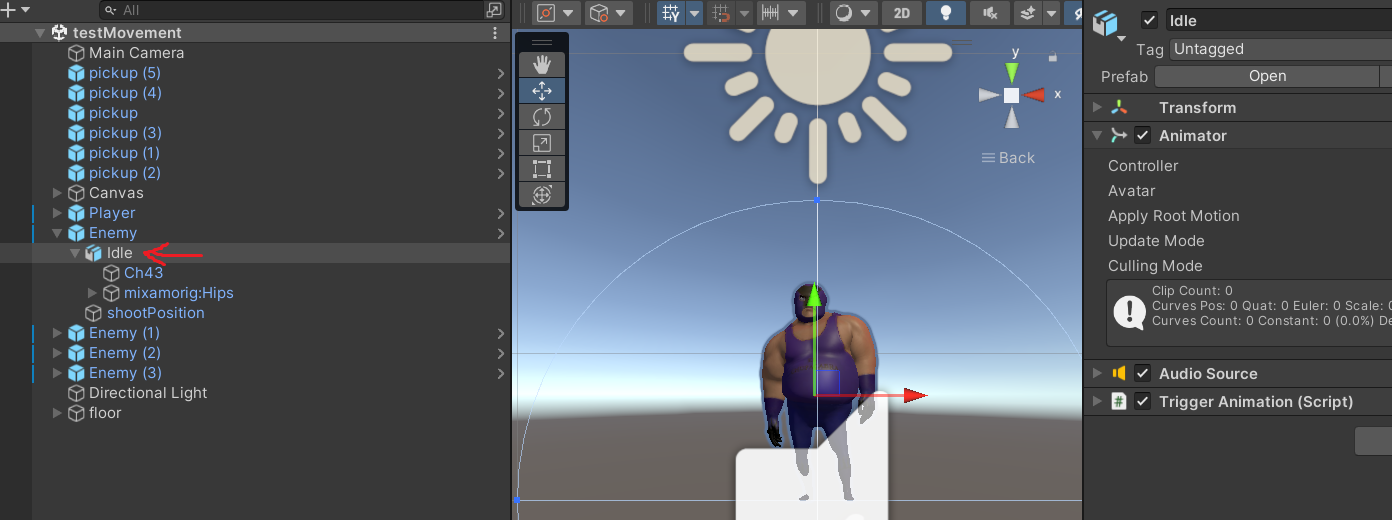 All
testMovement
Main Camera
pickup (5)
pickup (4)
pickup
pickup (3)
pickup (1)
pickup (2)
Canvas
Player
Enemy
Idle
Ch43
mixamorig:Hips
shootPosition
Enemy (1)
Enemy (2)
Enemy (3)
Directional Light
floor
2D
y
x
Back
Idle
Tag Untagged
Prefab Open
Transform
Animator
Controller
Avatar
Apply Root Motion
Update Mode
Culling Mode
Clip Count: 0
Curves Pos: 0 Quat: 0 Euler: 0 Scale:
Curves Count: 0 Constant: 0 (0.0%)
Audio Source
# Trigger Animation (Script)